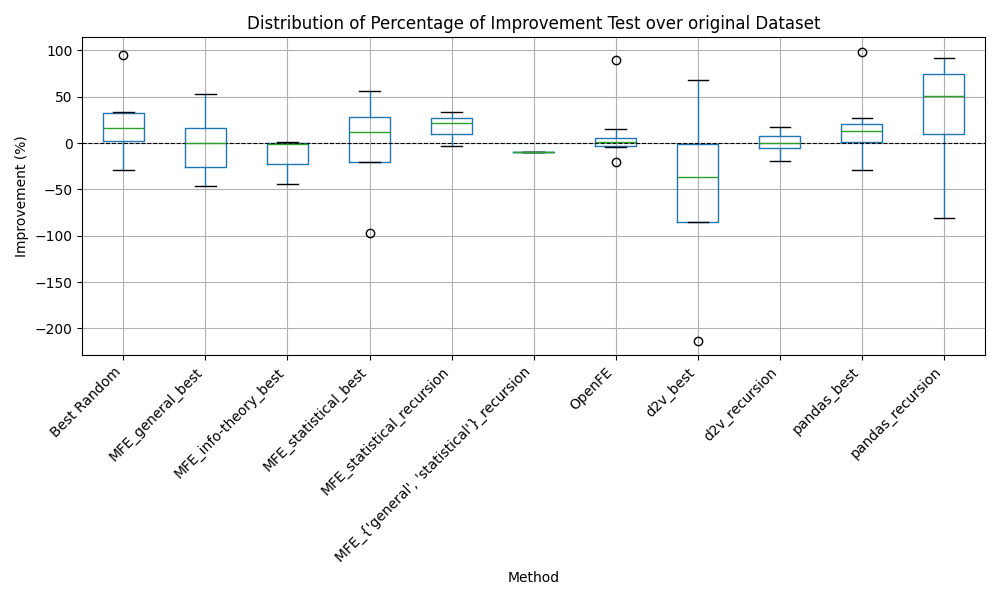 Distribution of Percentage of Improvement Test over original Dataset
Improvement (%)
100
50
0
−50
−100
−150
−200
Best Random
MFE_general_best
MFE_info-theory_best
MFE_statistical_best
MFE_statistical_recursion
MFE_{'general', 'statistical'}_recursion
OpenFE
d2v_best
d2v_recursion
pandas_best
pandas_recursion
Method